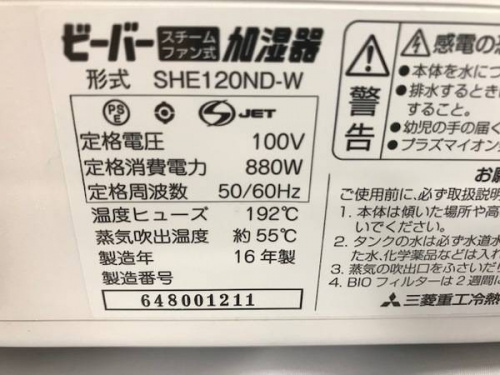 ビーバー スチームファン式 加湿器
形式 SHE120ND-W
PSE JET
定格電圧 100V
定格消費電力 880W
定格周波数 50/60Hz
温度ヒューズ 192℃
蒸気吹出温度 約55℃
製造年 16年製
製造番号
648001211
警告
感電の
●本体を水につ
●排水するとき
すること。
●幼児の手の届く
●プラズマイオン
お願
ご使用前に、必ず取扱説明
1. 本体は傾いた場所や高
いでください。
2. タンクの水は必ず水道水
た水、化学薬品などは入れ
3. 蒸気の吹出口をふさいだ
4. BIOフィルターは2週間に
三菱重工冷熱